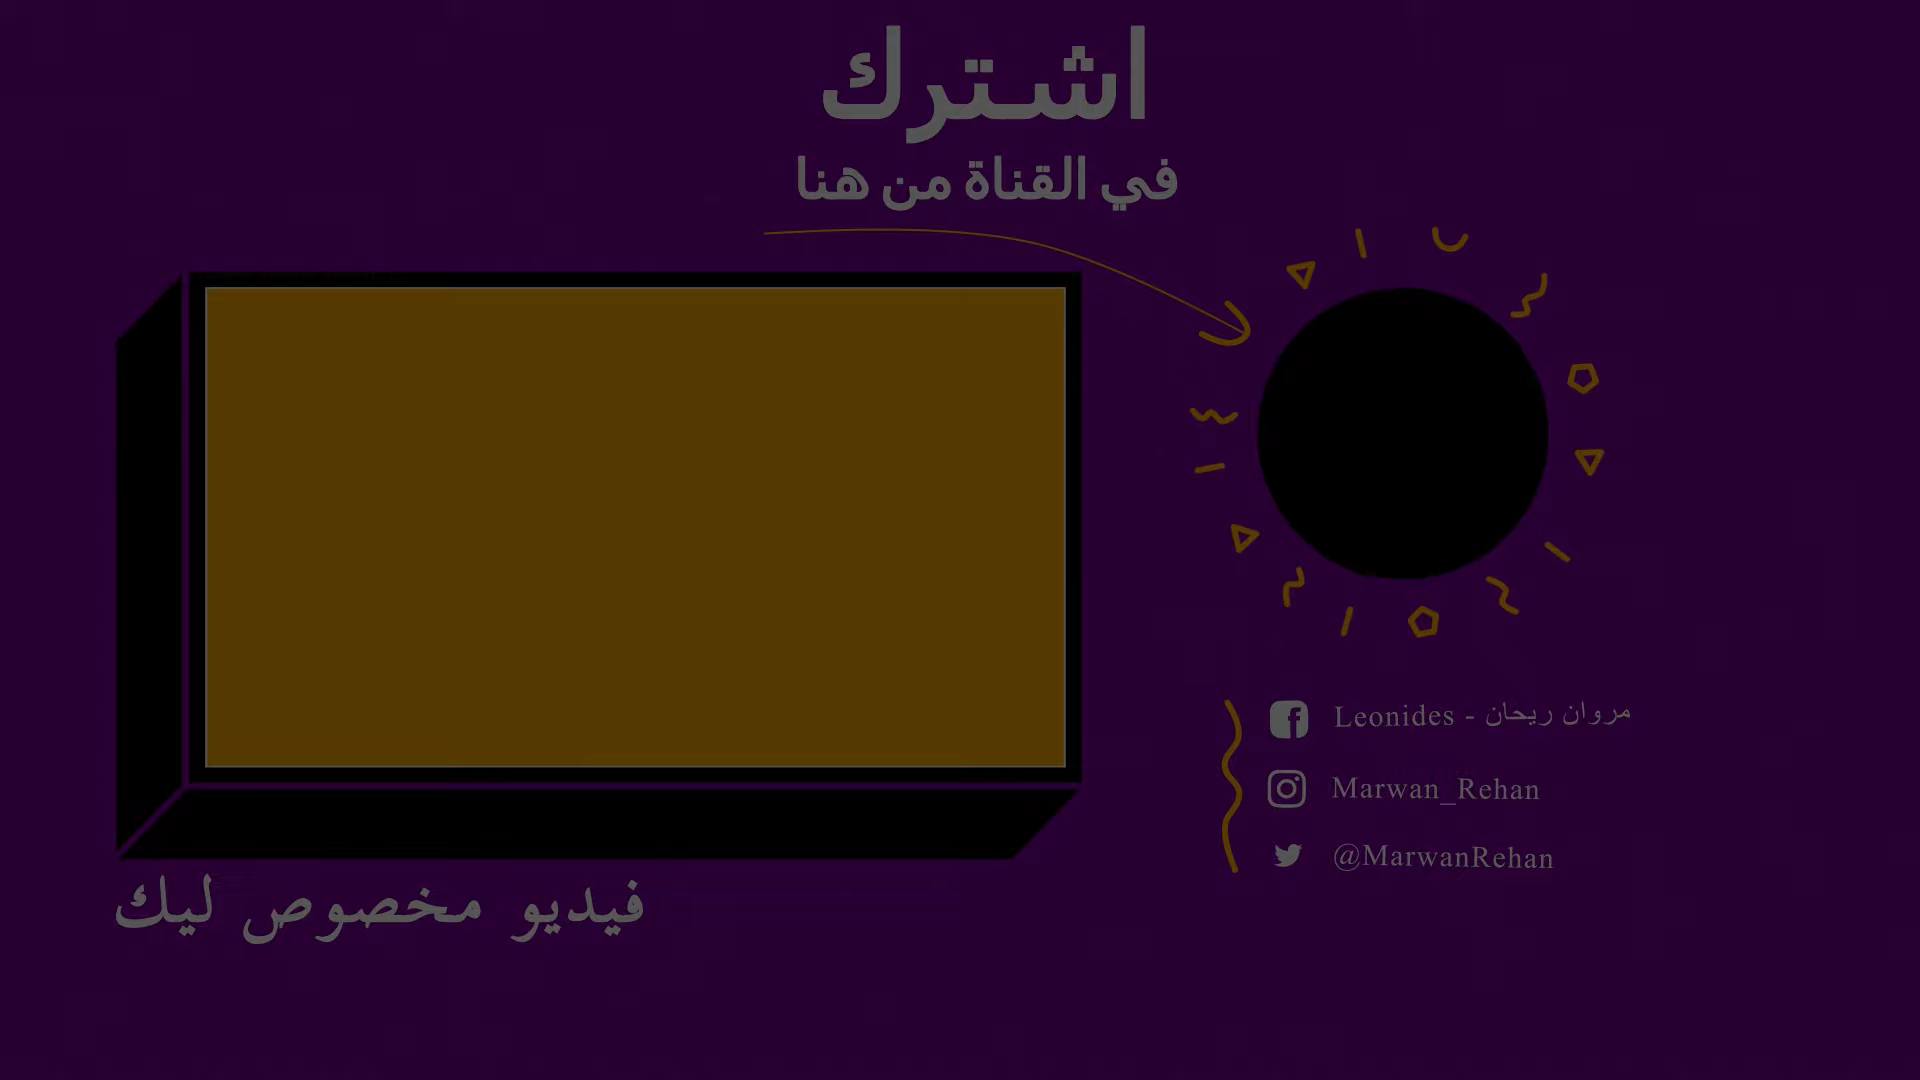 اشترك
في القناة من هنا
Leonides - مروان ريحان
Marwan_Rehan
@MarwanRehan
فيديو مخصوص ليك